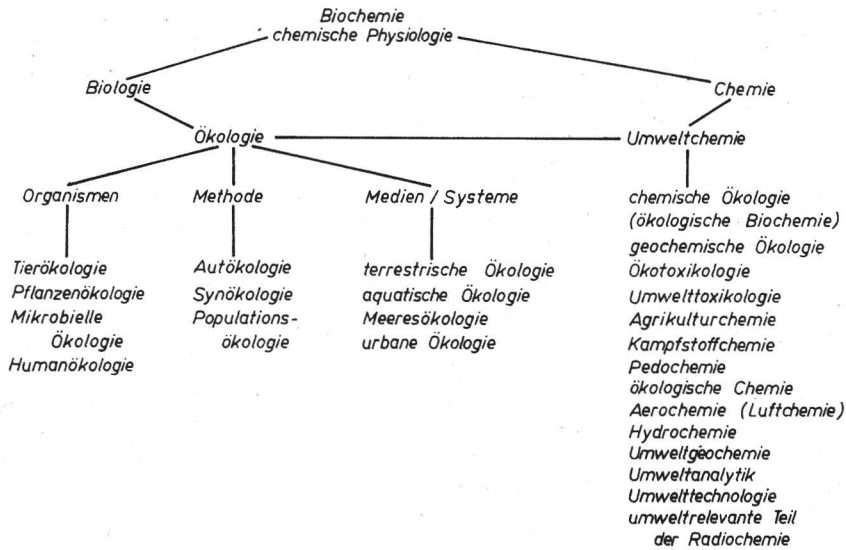 Biochemie
chemische Physiologie
Biologie
Chemie
Ökologie
Umweltchemie
Organismen
Methode
Medien / Systeme
Tierökologie
Pflanzenökologie
Mikrobielle
Ökologie
Humanökologie
Autökologie
Synökologie
Populations-
ökologie
terrestrische Ökologie
aquatische Ökologie
Meeresökologie
urbane Ökologie
chemische Ökologie
(ökologische Biochemie)
geochemische Ökologie
Ökotoxikologie
Umwelttoxikologie
Agrikulturchemie
Kampfstoffchemie
Pedochemie
ökologische Chemie
Aerochemie (Luftchemie)
Hydrochemie
Umweltgeochemie
Umweltanalytik
Umwelttechnologie
umweltrelevante Teil
der Radiochemie